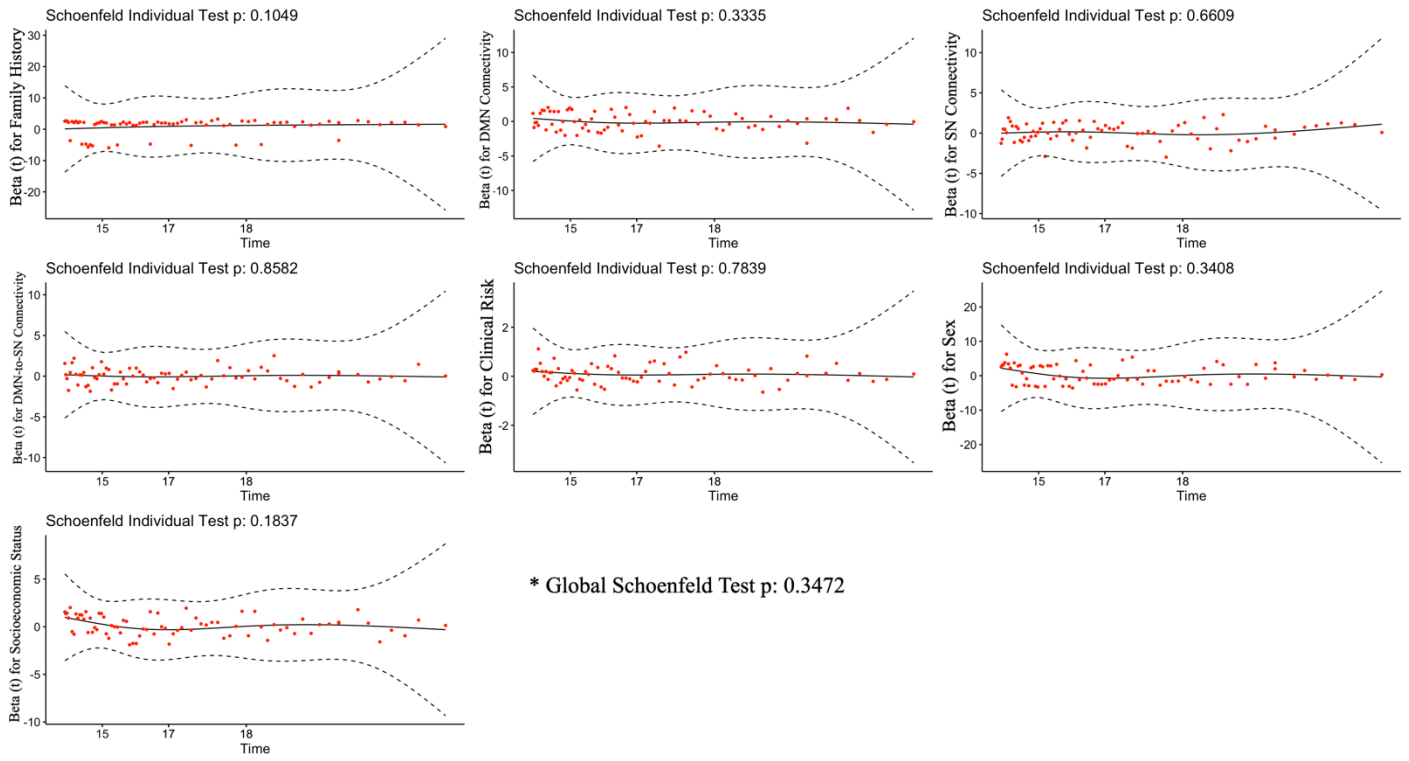 Schoenfeld Individual Test p: 0.1049
Beta (t) for Family History
30
20
10
0
-10
-20
15 17 18
Time
Schoenfeld Individual Test p: 0.3335
Beta (t) for DMN Connectivity
10
5
0
-5
-10
15 17 18
Time
Schoenfeld Individual Test p: 0.6609
Beta (t) for SN Connectivity
10
5
0
-5
-10
15 17 18
Time
Schoenfeld Individual Test p: 0.8582
Beta (t) for DMN-to-SN Connectivity
10
5
0
-5
-10
15 17 18
Time
Schoenfeld Individual Test p: 0.7839
Beta (t) for Clinical Risk
2
0
-2
15 17 18
Time
Schoenfeld Individual Test p: 0.3408
Beta (t) for Sex
20
10
0
-10
-20
15 17 18
Time
Schoenfeld Individual Test p: 0.1837
Beta (t) for Socioeconomic Status
5
0
-5
-10
15 17 18
Time
* Global Schoenfeld Test p: 0.3472